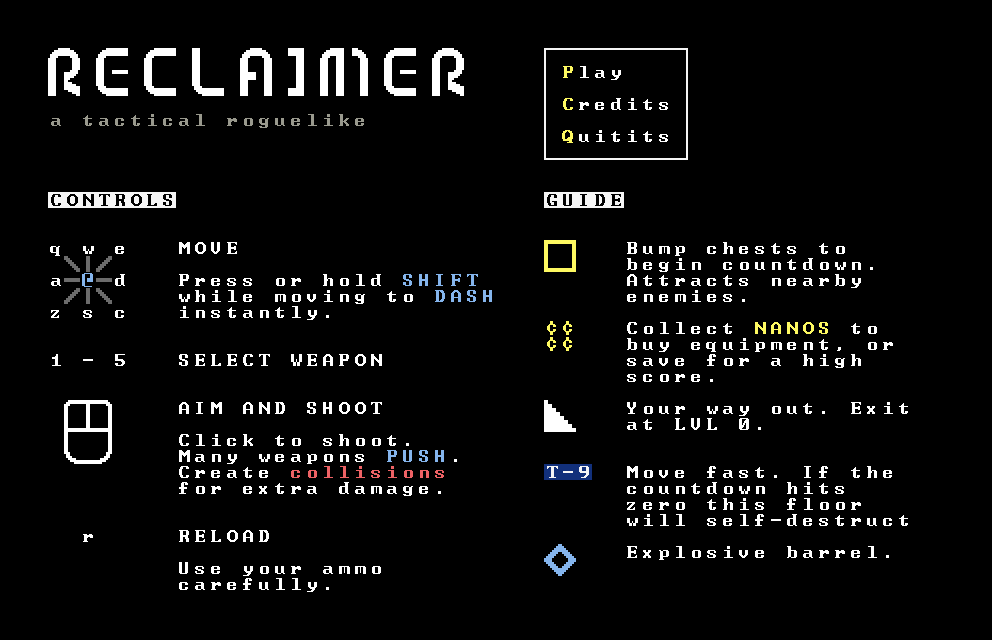 RECLAIMER
a tactical roguelike
Play
Credits
Quitits
CONTROLS
q w e
a @ d
z s c
MOVE
Press or hold SHIFT
while moving to DASH
instantly.
1 - 5
SELECT WEAPON
AIM AND SHOOT
Click to shoot.
Many weapons PUSH.
Create collisions
for extra damage.
r
RELOAD
Use your ammo
carefully.
GUIDE
Bump chests to
begin countdown.
Attracts nearby
enemies.
¢¢
¢¢
Collect NANOS to
buy equipment, or
save for a high
score.
Your way out. Exit
at LVL 0.
T-9
Move fast. If the
countdown hits
zero this floor
will self-destruct
Explosive barrel.